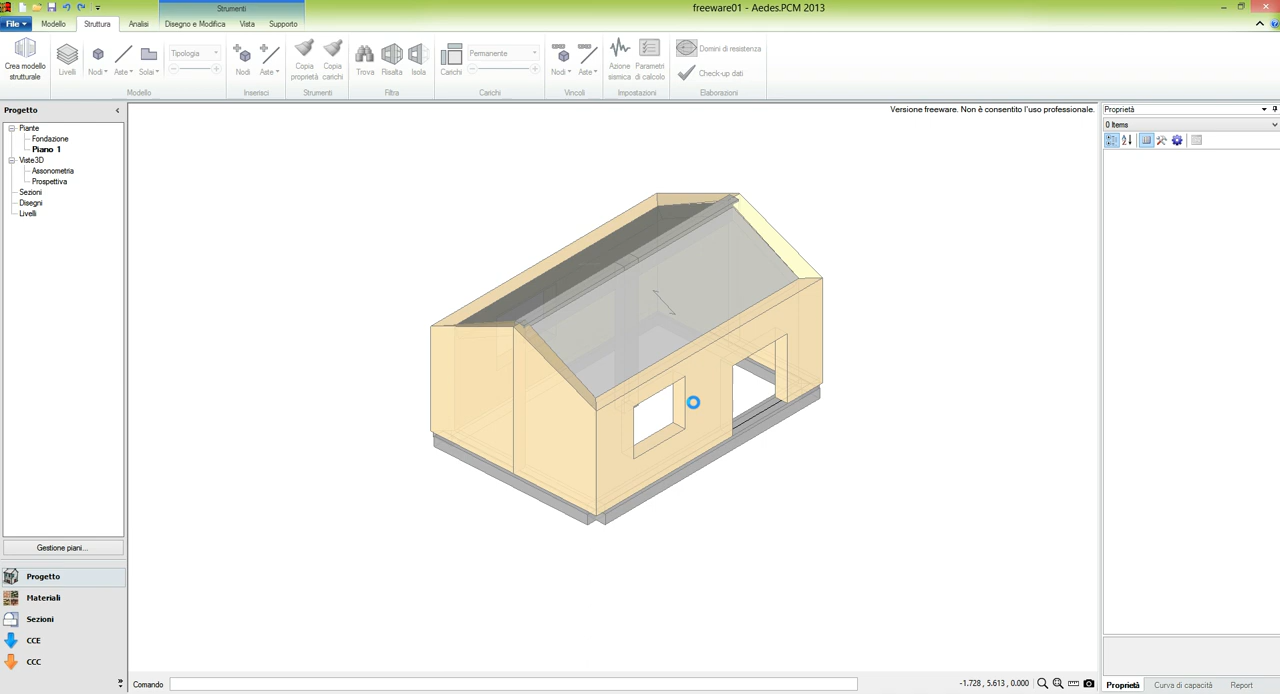 freeware01 - Aedes.PCM 2013
Strumenti
File
Modello
Struttura
Analisi
Disegno e Modifica
Vista
Supporto
Crea modello strutturale
Livelli
Nodi
Aste
Solai
Tipologia
Modello
Nodi
Aste
Inserisci
Copia proprietà
Copia carichi
Strumenti
Trova
Risalta
Isola
Filtra
Carichi
Permanente
Carichi
Nodi
Aste
Vincoli
Azione sismica
Parametri di calcolo
Impostazioni
Domini di resistenza
Check-up dati
Elaborazioni
Progetto
Piante
Fondazione
Piano 1
Viste3D
Assonometria
Prospettiva
Sezioni
Disegni
Livelli
Gestione piani...
Progetto
Materiali
Sezioni
CCE
CCC
Versione freeware. Non è consentito l'uso professionale.
Proprietà
0 Items
Comando
-1.728 , 5.613 , 0.000
Proprietà
Curva di capacità
Report